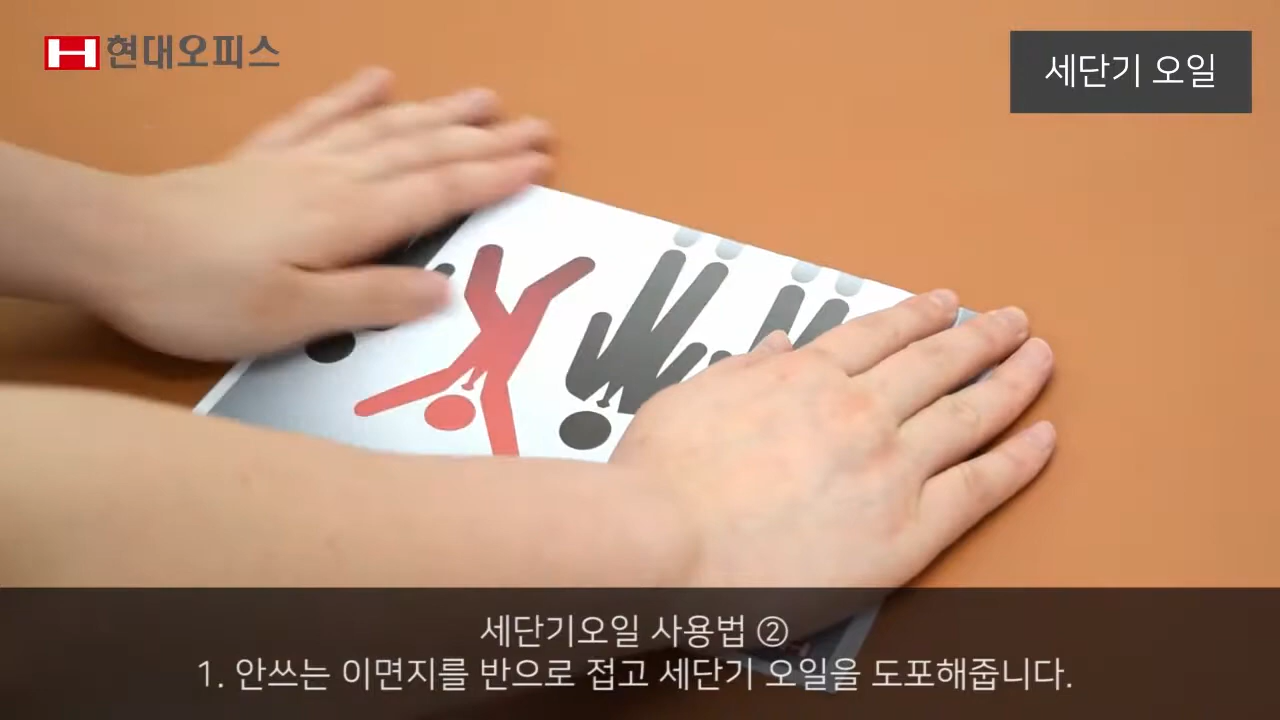 현대오피스
세단기 오일
세단기오일 사용법 ②
1. 안쓰는 이면지를 반으로 접고 세단기 오일을 도포해줍니다.